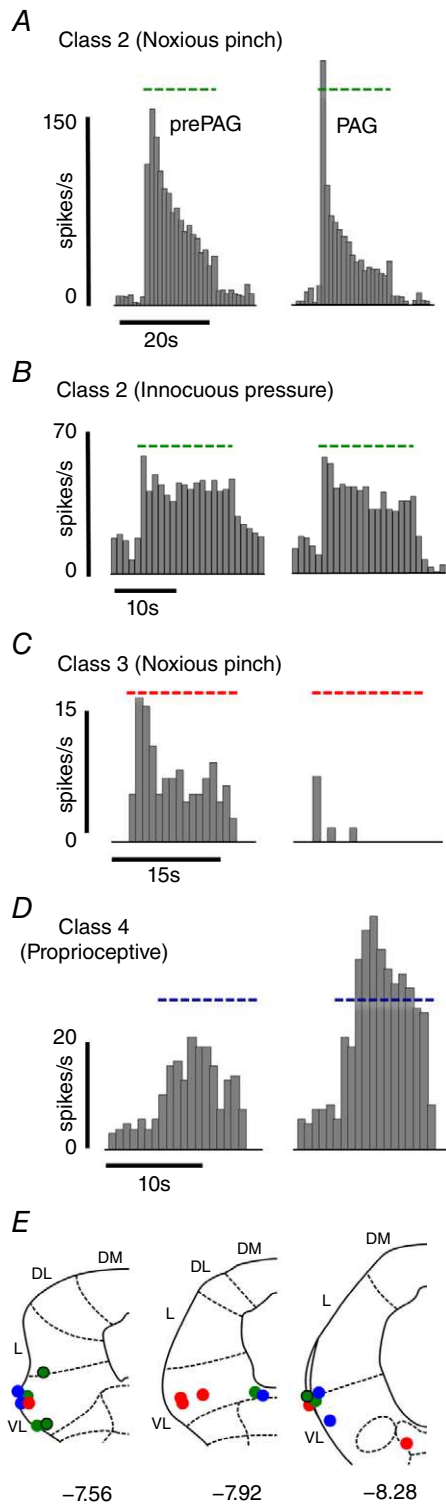 A
Class 2 (Noxious pinch)
prePAG
PAG
150
spikes/s
0
20s
B
Class 2 (Innocuous pressure)
70
spikes/s
0
10s
C
Class 3 (Noxious pinch)
15
spikes/s
0
15s
D
Class 4
(Proprioceptive)
20
spikes/s
0
10s
E
DM
DL
L
VL
DM
DL
L
VL
DM
L
VL
–7.56
–7.92
–8.28